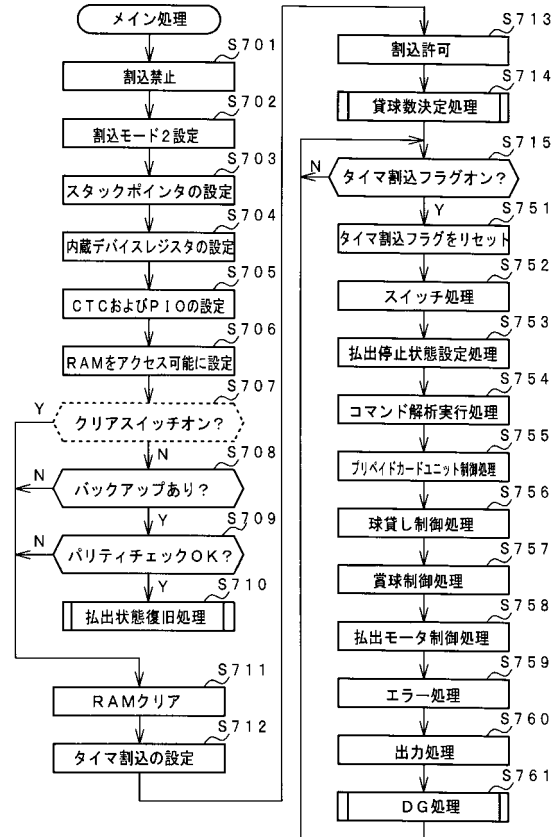 メイン処理
S701
割込禁止
S702
割込モード2設定
S703
スタックポインタの設定
S704
内蔵デバイスレジスタの設定
S705
CTCおよびPIOの設定
S706
RAMをアクセス可能に設定
S707
Y
クリアスイッチオン?
N
S708
N
バックアップあり?
Y
S709
N
パリティチェックOK?
Y
S710
払出状態復旧処理
S711
RAMクリア
S712
タイマ割込の設定
S713
割込許可
S714
貸球数決定処理
S715
N
タイマ割込フラグオン?
Y
S751
タイマ割込フラグをリセット
S752
スイッチ処理
S753
払出停止状態設定処理
S754
コマンド解析実行処理
S755
プリペイドカードユニット制御処理
S756
球貸し制御処理
S757
賞球制御処理
S758
払出モータ制御処理
S759
エラー処理
S760
出力処理
S761
DG処理